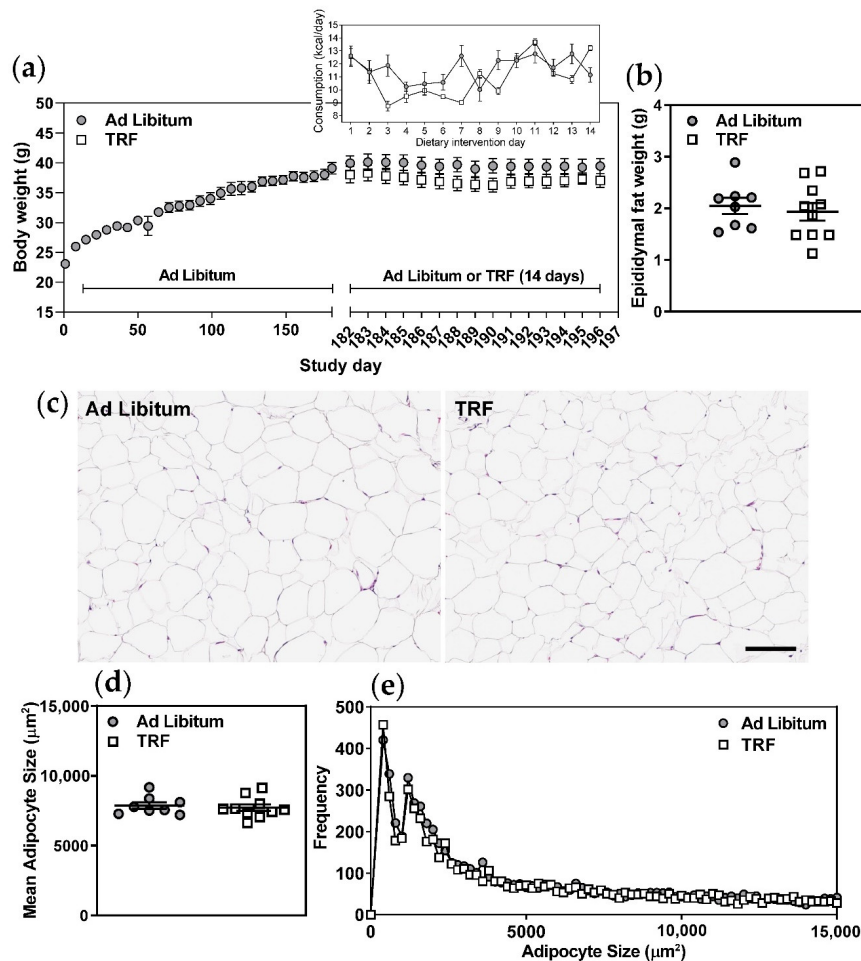 (a)
Consumption (kcal/day)
16
15
14
13
12
11
10
9
8
1 2 3 4 5 6 7 8 9 10 11 12 13 14
Dietary intervention day
Body weight (g)
50
45
40
35
30
25
20
15
Ad Libitum
TRF
Ad Libitum
Ad Libitum or TRF (14 days)
0 50 100 150
182 183 184 185 186 187 188 189 190 191 192 193 194 195 196 197
Study day
(b)
Epididymal fat weight (g)
4
3
2
1
0
Ad Libitum
TRF
(c)
Ad Libitum
TRF
(d)
Mean Adipocyte Size (μm²)
15,000
10,000
5000
0
Ad Libitum
TRF
(e)
Frequency
500
400
300
200
100
0
Ad Libitum
TRF
0 5000 10,000 15,000
Adipocyte Size (μm²)